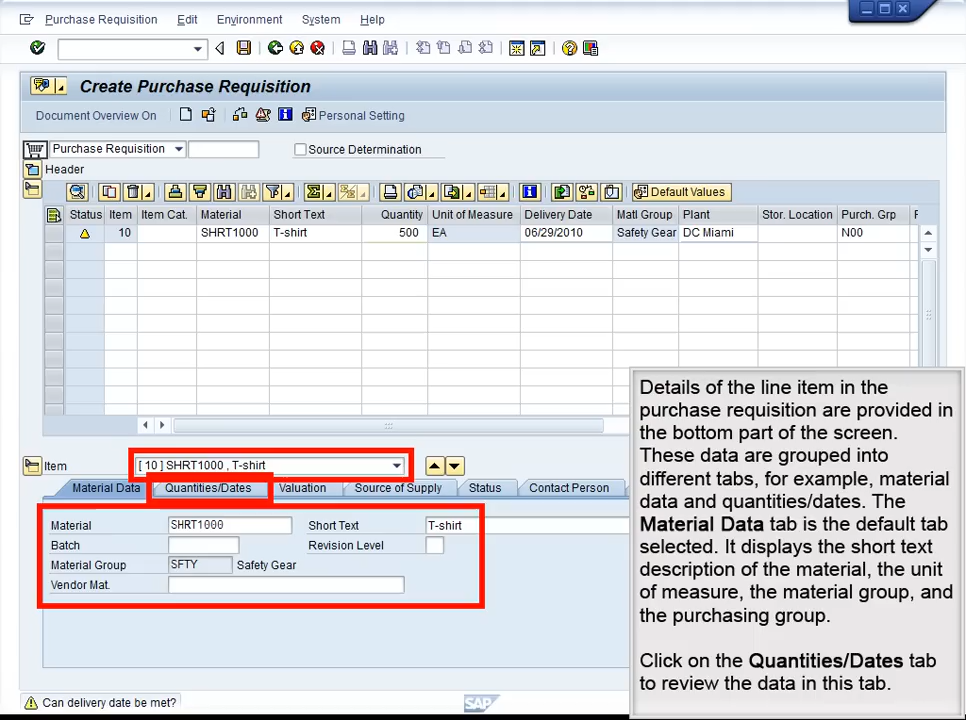 Purchase Requisition Edit Environment System Help
Create Purchase Requisition
Document Overview On Personal Setting
Purchase Requisition Source Determination
Header
Default Values
Status Item Item Cat. Material Short Text Quantity Unit of Measure Delivery Date Matl Group Plant Stor. Location Purch. Grp F
10 SHRT1000 T-shirt 500 EA 06/29/2010 Safety Gear DC Miami N00
Item [ 10 ] SHRT1000 , T-shirt
Material Data Quantities/Dates Valuation Source of Supply Status Contact Person
Material SHRT1000 Short Text T-shirt
Batch Revision Level
Material Group SFTY Safety Gear
Vendor Mat.
Details of the line item in the
purchase requisition are provided in
the bottom part of the screen.
These data are grouped into
different tabs, for example, material
data and quantities/dates. The
Material Data tab is the default tab
selected. It displays the short text
description of the material, the unit
of measure, the material group, and
the purchasing group.
Click on the Quantities/Dates tab
to review the data in this tab.
Can delivery date be met?
SAP